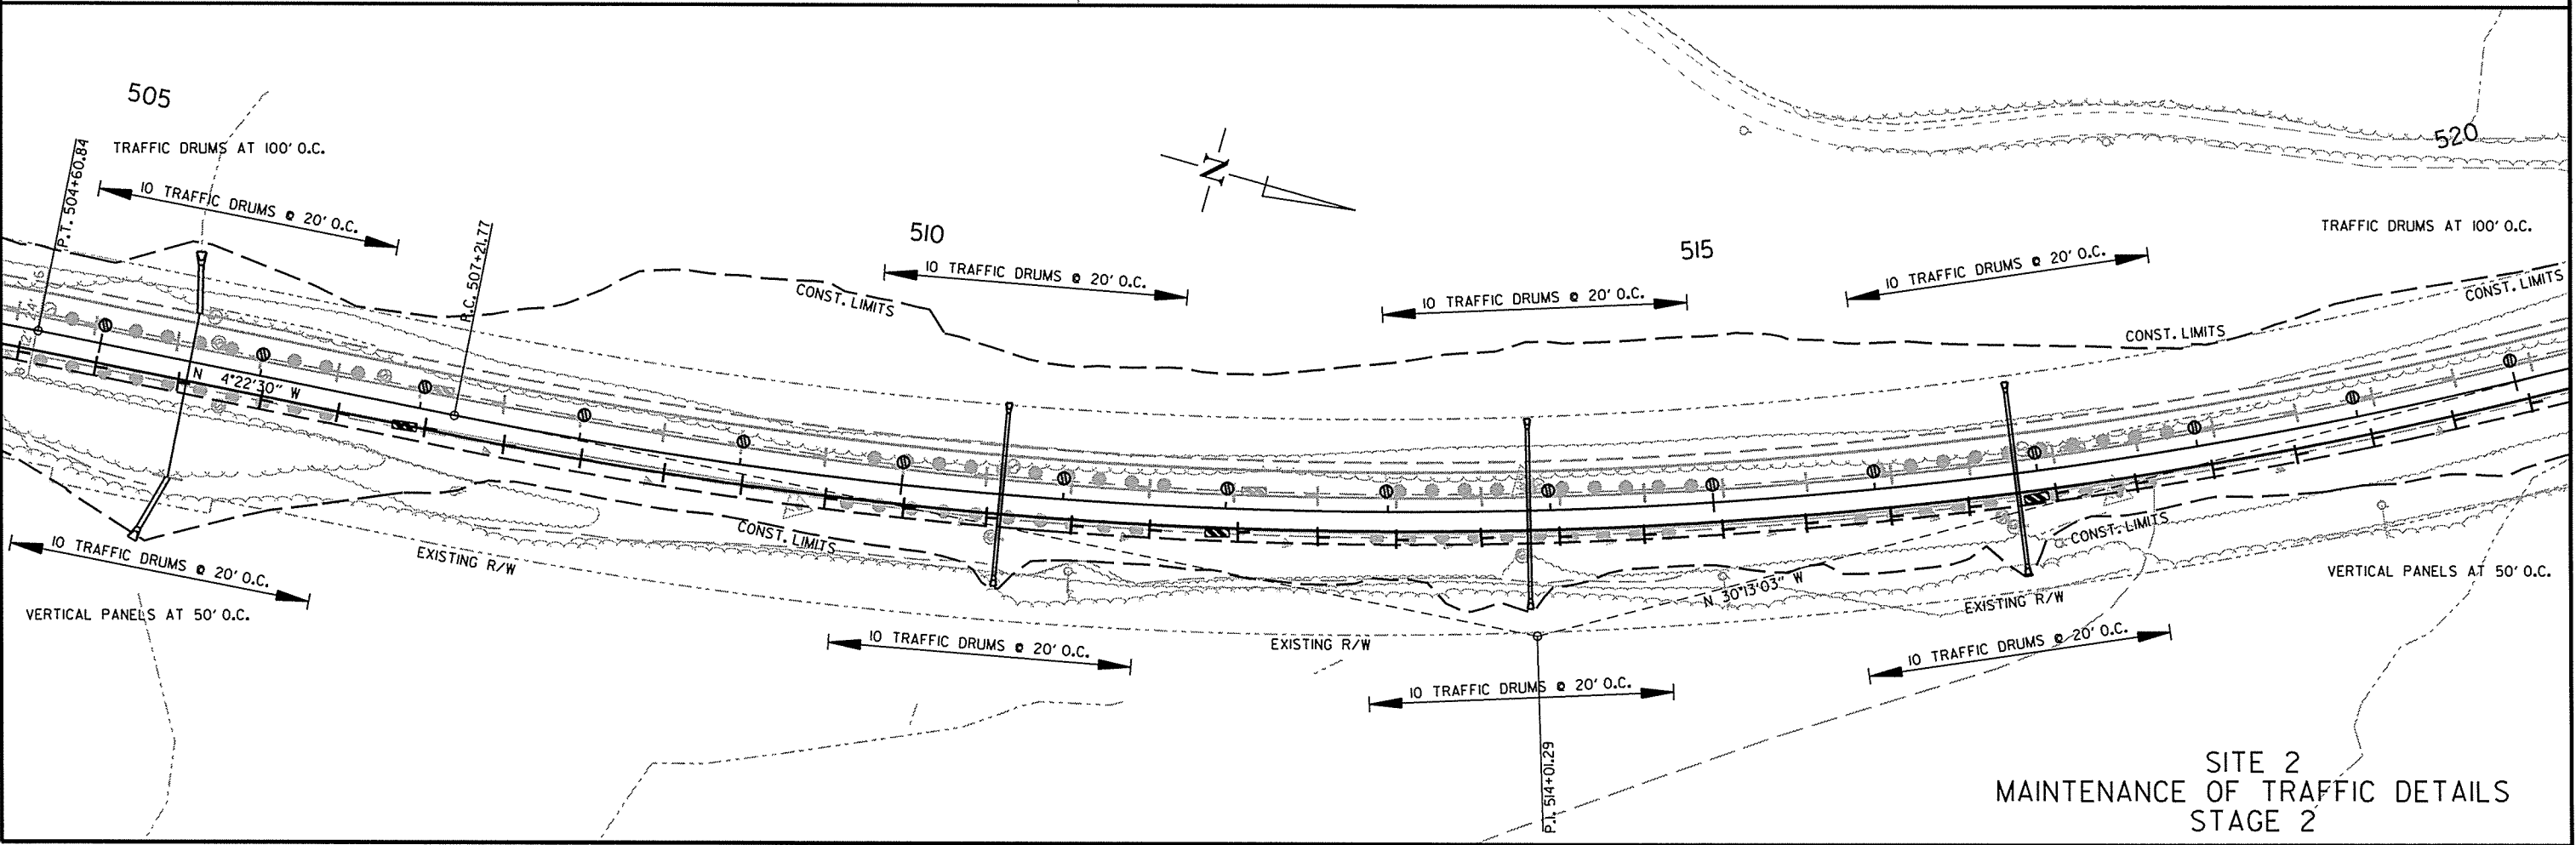 505
TRAFFIC DRUMS AT 100' O.C.
P.T. 504+60.84
10 TRAFFIC DRUMS @ 20' O.C.
P.C. 507+21.77
510
10 TRAFFIC DRUMS @ 20' O.C.
CONST. LIMITS
N
515
10 TRAFFIC DRUMS @ 20' O.C.
10 TRAFFIC DRUMS @ 20' O.C.
520
TRAFFIC DRUMS AT 100' O.C.
CONST. LIMITS
CONST. LIMITS
N 4°22'30" W
10 TRAFFIC DRUMS @ 20' O.C.
VERTICAL PANELS AT 50' O.C.
EXISTING R/W
CONST. LIMITS
10 TRAFFIC DRUMS @ 20' O.C.
EXISTING R/W
10 TRAFFIC DRUMS @ 20' O.C.
P.I. 514+01.29
N 30°13'03" W
CONST. LIMITS
EXISTING R/W
10 TRAFFIC DRUMS @ 20' O.C.
VERTICAL PANELS AT 50' O.C.
SITE 2
MAINTENANCE OF TRAFFIC DETAILS
STAGE 2